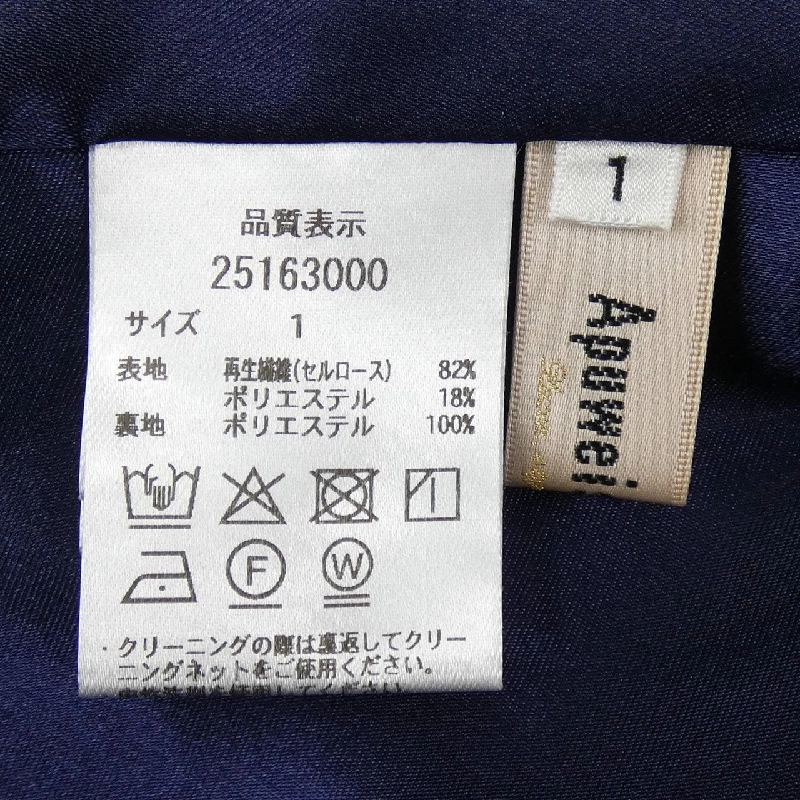 品質表示
25163000
サイズ 1
表地 再生繊維(セルロース) 82%
ポリエステル 18%
裏地 ポリエステル 100%
F W
・クリーニングの際は裏返してクリー
ニングネットをご使用ください。
1
Apuwei